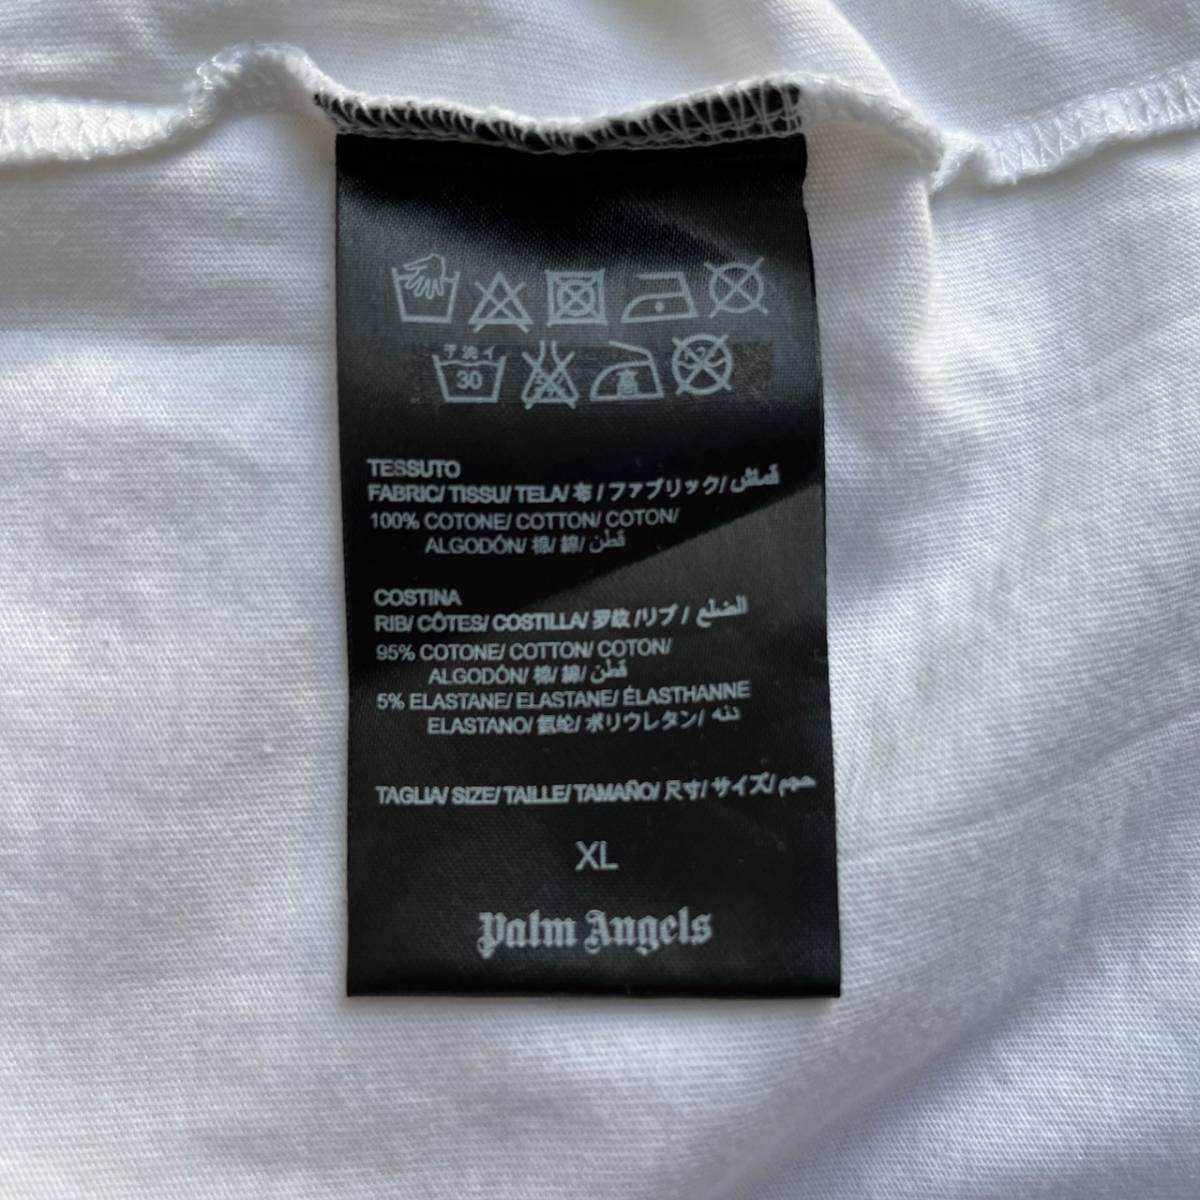 30
高
TESSUTO
FABRIC/ TISSU/ TELA/ 布 / ファブリック/ قماش
100% COTONE/ COTTON/ COTON/
ALGODÓN/ 棉/ 綿/ قطن
COSTINA
RIB/ CÔTES/ COSTILLA/ 罗纹 /リブ / الضلع
95% COTONE/ COTTON/ COTON/
ALGODÓN/ 棉/ 綿/ قطن
5% ELASTANE/ ELASTANE/ ÉLASTHANNE
ELASTANO/ 氨纶/ ポリウレタン/
TAGLIA/ SIZE/ TAILLE/ TAMAÑO/ 尺寸/ サイズ/ حجم
XL
Palm Angels